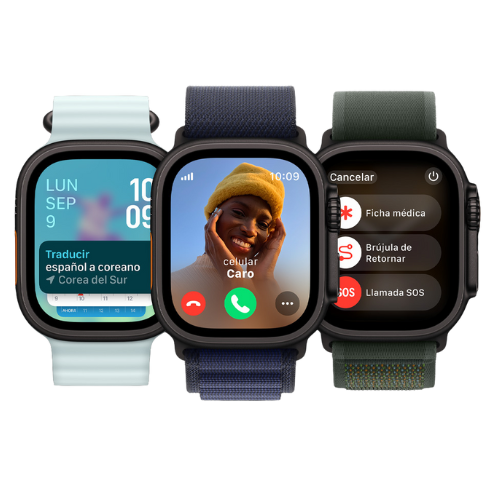 LUN
SEP
9
10
09
Traducir
español a coreano
Corea del Sur
10:09
celular
Caro
Cancelar
Ficha médica
Brújula de
Retornar
SOS
Llamada SOS